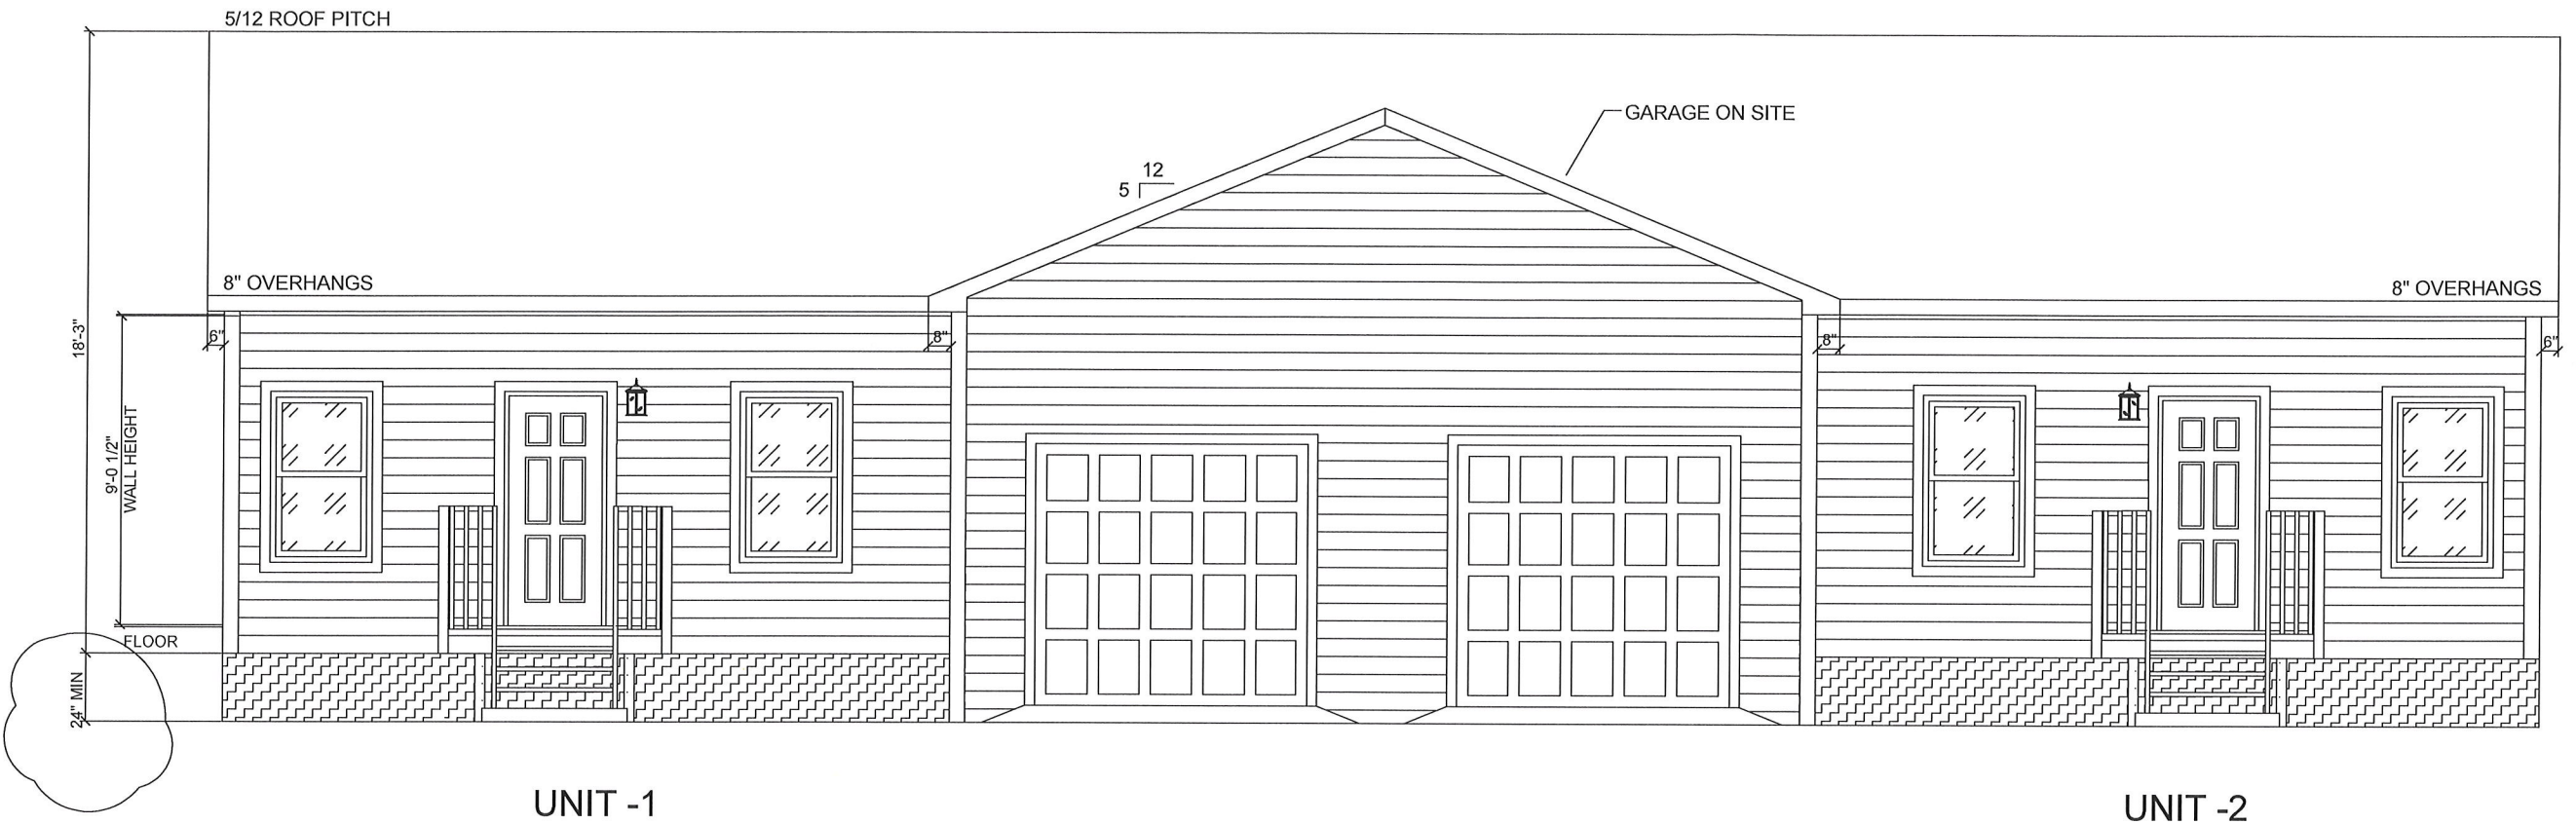 5/12 ROOF PITCH
GARAGE ON SITE
12
5
8" OVERHANGS
8" OVERHANGS
18'-3"
6"
8"
8"
6"
9'-0 1/2"
WALL HEIGHT
FLOOR
24" MIN
UNIT -1
UNIT -2